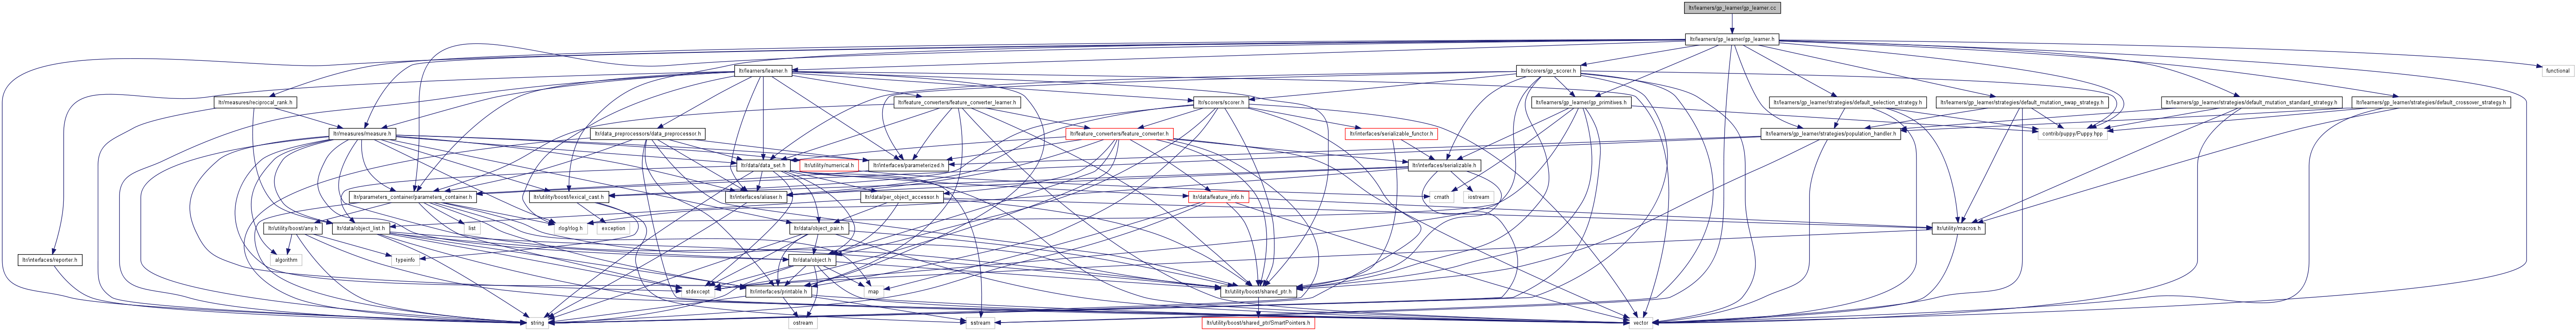 ltr/learners/gp_learner/gp_learner.cc
ltr/learners/gp_learner/gp_learner.h
ltr/learners/learner.h
ltr/scorers/gp_scorer.h
functional
ltr/measures/reciprocal_rank.h
ltr/feature_converters/feature_converter_learner.h
ltr/scorers/scorer.h
ltr/learners/gp_learner/gp_primitives.h
ltr/learners/gp_learner/strategies/default_selection_strategy.h
ltr/learners/gp_learner/strategies/default_mutation_swap_strategy.h
ltr/learners/gp_learner/strategies/default_mutation_standard_strategy.h
ltr/learners/gp_learner/strategies/default_crossover_strategy.h
ltr/measures/measure.h
ltr/data_preprocessors/data_preprocessor.h
ltr/feature_converters/feature_converter.h
ltr/interfaces/serializable_functor.h
ltr/learners/gp_learner/strategies/population_handler.h
contrib/puppy/Puppy.hpp
ltr/data/data_set.h
ltr/utility/numerical.h
ltr/interfaces/parameterized.h
ltr/interfaces/serializable.h
ltr/parameters_container/parameters_container.h
ltr/utility/boost/lexical_cast.h
ltr/interfaces/aliaser.h
ltr/data/per_object_accessor.h
ltr/data/feature_info.h
cmath
iostream
ltr/utility/boost/any.h
ltr/data/object_list.h
list
rlog/rlog.h
exception
ltr/data/object_pair.h
ltr/utility/macros.h
ltr/interfaces/reporter.h
algorithm
typeinfo
ltr/data/object.h
stdexcept
ltr/interfaces/printable.h
map
ltr/utility/boost/shared_ptr.h
string
ostream
sstream
ltr/utility/boost/shared_ptr/SmartPointers.h
vector